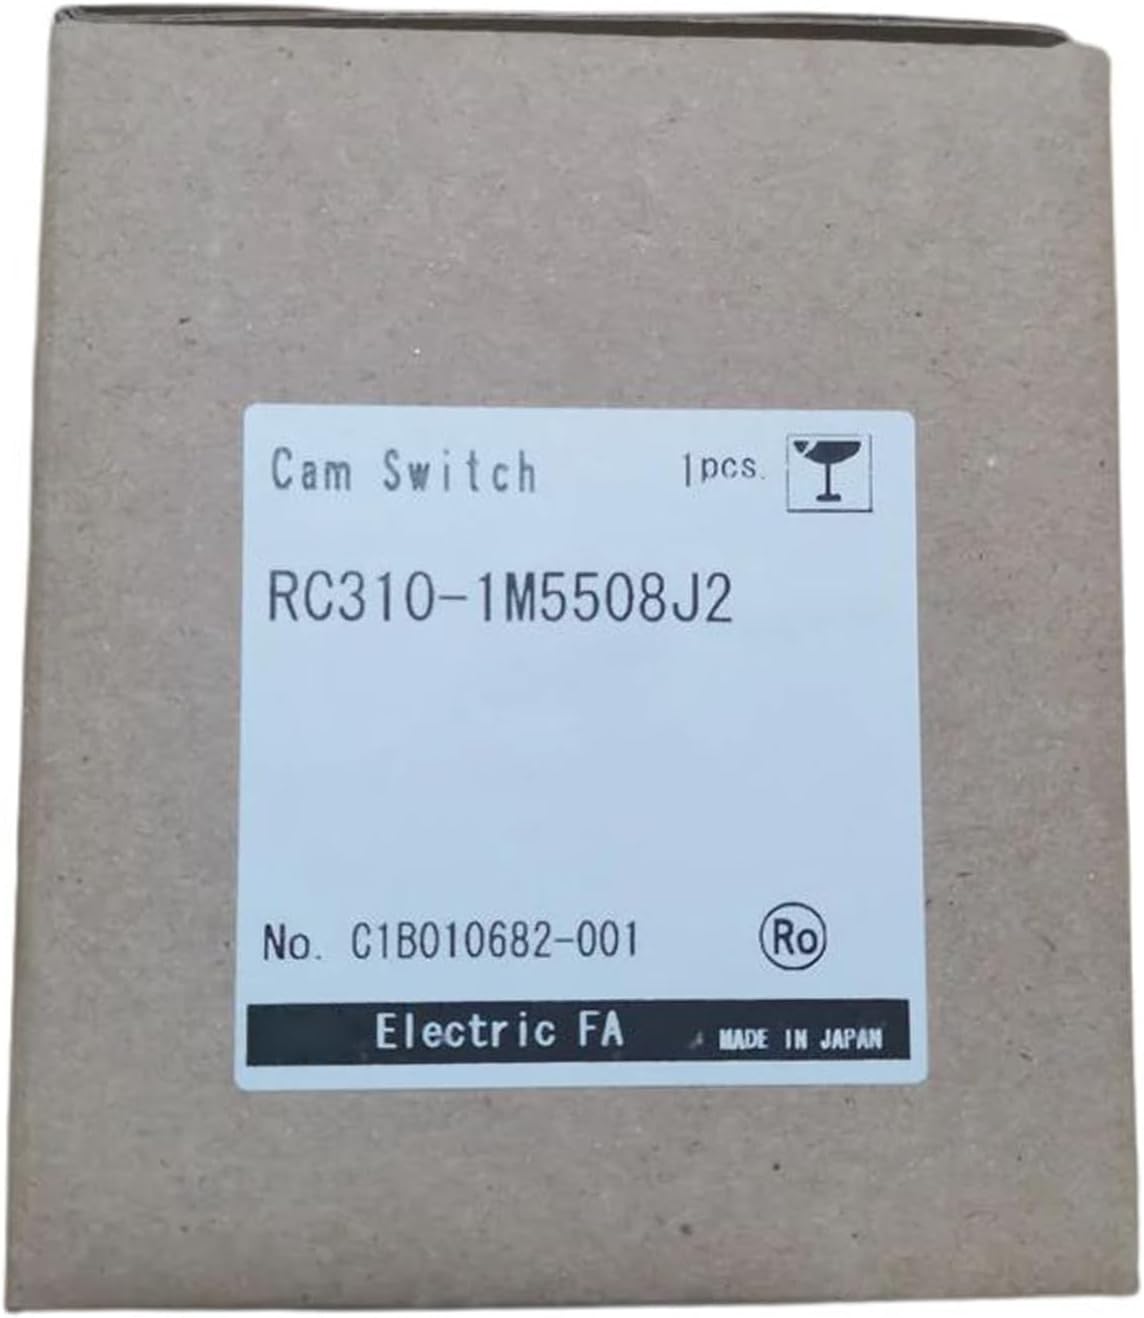 Cam Switch 1pcs.
RC310-1M5508J2
No. C1B010682-001 Ro
Electric FA MADE IN JAPAN